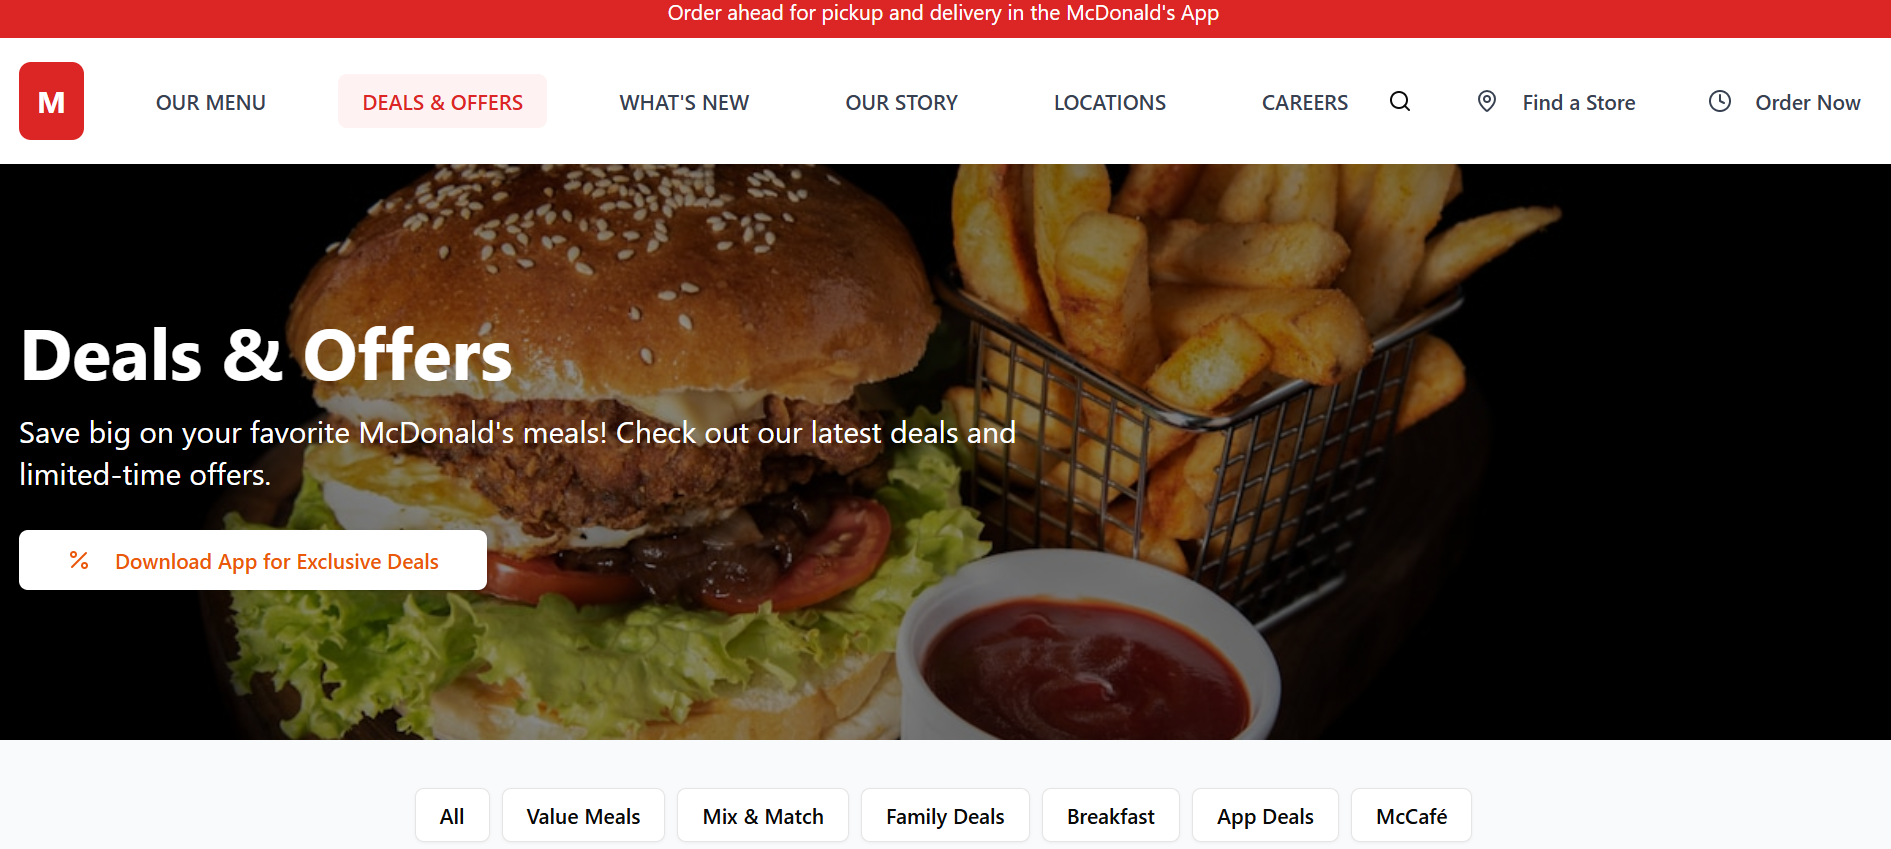 Order ahead for pickup and delivery in the McDonald's App
M
OUR MENU
DEALS & OFFERS
WHAT'S NEW
OUR STORY
LOCATIONS
CAREERS
Find a Store
Order Now
Deals & Offers
Save big on your favorite McDonald's meals! Check out our latest deals and
limited-time offers.
Download App for Exclusive Deals
All
Value Meals
Mix & Match
Family Deals
Breakfast
App Deals
McCafé